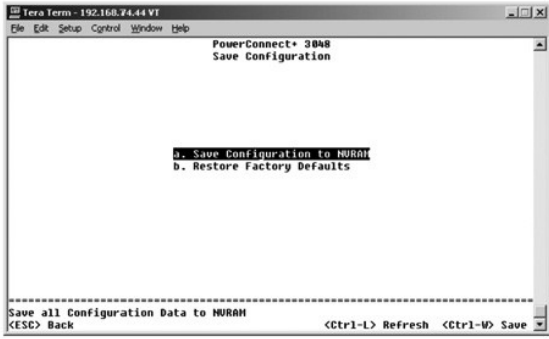 Tera Term - 192.168.74.44 VT
File Edit Setup Control Window Help
PowerConnect+ 3048
Save Configuration
a. Save Configuration to NVRAM
b. Restore Factory Defaults
Save all Configuration Data to NVRAM
<ESC> Back <Ctrl-L> Refresh <Ctrl-W> Save